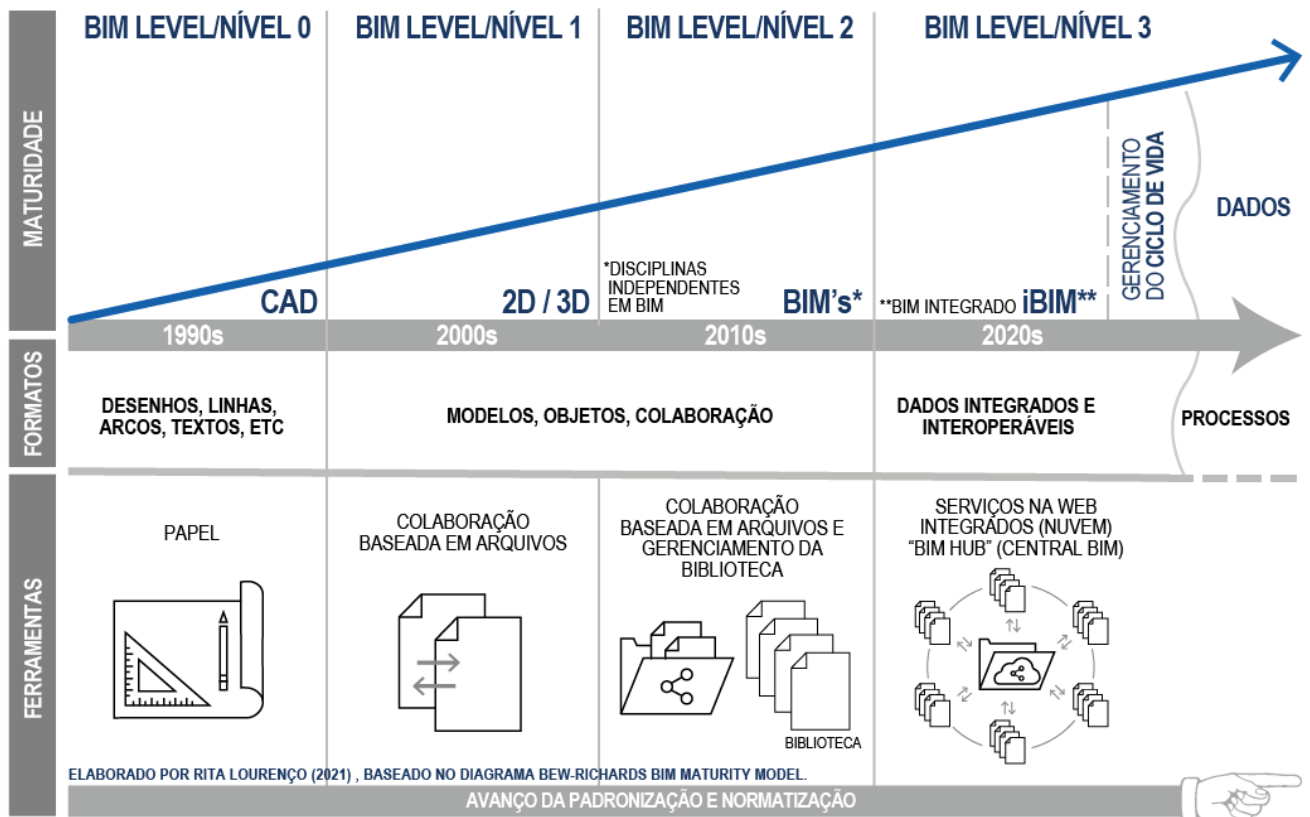 BIM LEVEL/NÍVEL 0
BIM LEVEL/NÍVEL 1
BIM LEVEL/NÍVEL 2
BIM LEVEL/NÍVEL 3
MATURIDADE
CAD
2D / 3D
*DISCIPLINAS
INDEPENDENTES
EM BIM
BIM's*
**BIM INTEGRADO iBIM**
GERENCIAMENTO
DO CICLO DE VIDA
DADOS
1990s
2000s
2010s
2020s
FORMATOS
DESENHOS, LINHAS,
ARCOS, TEXTOS, ETC
MODELOS, OBJETOS, COLABORAÇÃO
DADOS INTEGRADOS E
INTEROPERÁVEIS
PROCESSOS
FERRAMENTAS
PAPEL
COLABORAÇÃO
BASEADA EM ARQUIVOS
COLABORAÇÃO
BASEADA EM ARQUIVOS E
GERENCIAMENTO DA
BIBLIOTECA
BIBLIOTECA
SERVIÇOS NA WEB
INTEGRADOS (NUVEM)
“BIM HUB” (CENTRAL BIM)
ELABORADO POR RITA LOURENÇO (2021) , BASEADO NO DIAGRAMA BEW-RICHARDS BIM MATURITY MODEL.
AVANÇO DA PADRONIZAÇÃO E NORMATIZAÇÃO